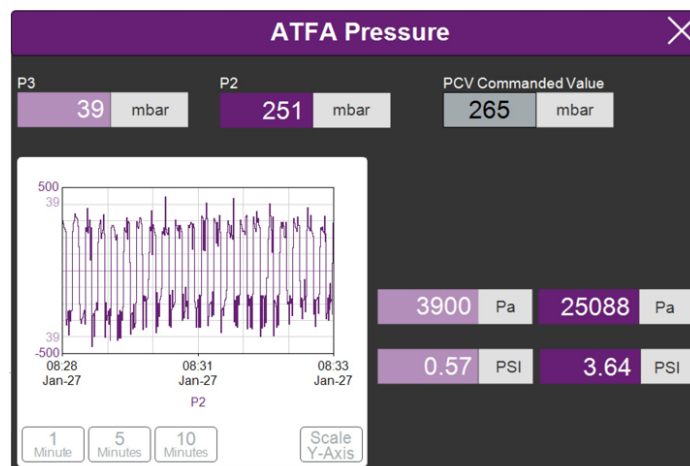 ATFA Pressure
P3
39 mbar
P2
251 mbar
PCV Commanded Value
265 mbar
500
39
39
-500
08:28
Jan-27
08:31
Jan-27
08:33
Jan-27
P2
3900 Pa
25088 Pa
0.57 PSI
3.64 PSI
1
Minute
5
Minutes
10
Minutes
Scale
Y-Axis